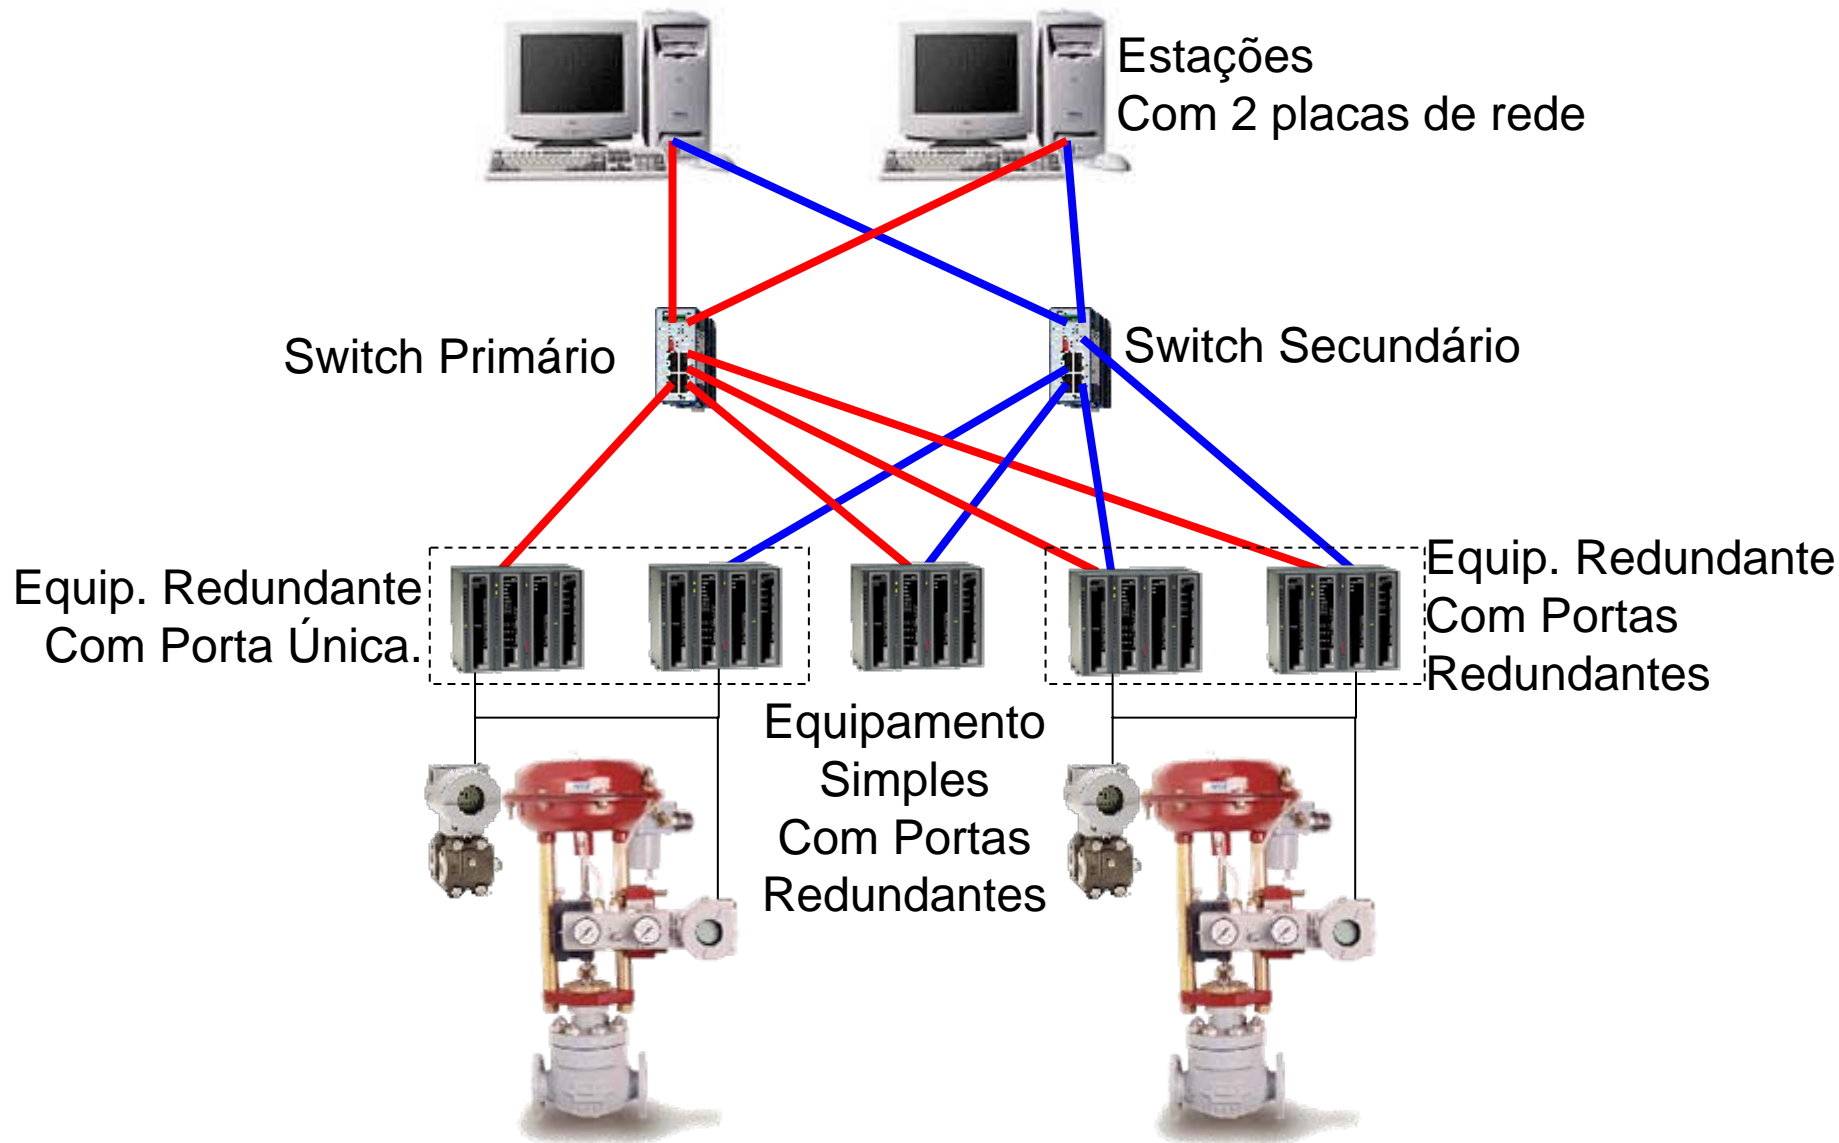 Estações
Com 2 placas de rede
Switch Primário
Switch Secundário
Equip. Redundante
Com Porta Única.
Equip. Redundante
Com Portas
Redundantes
Equipamento
Simples
Com Portas
Redundantes